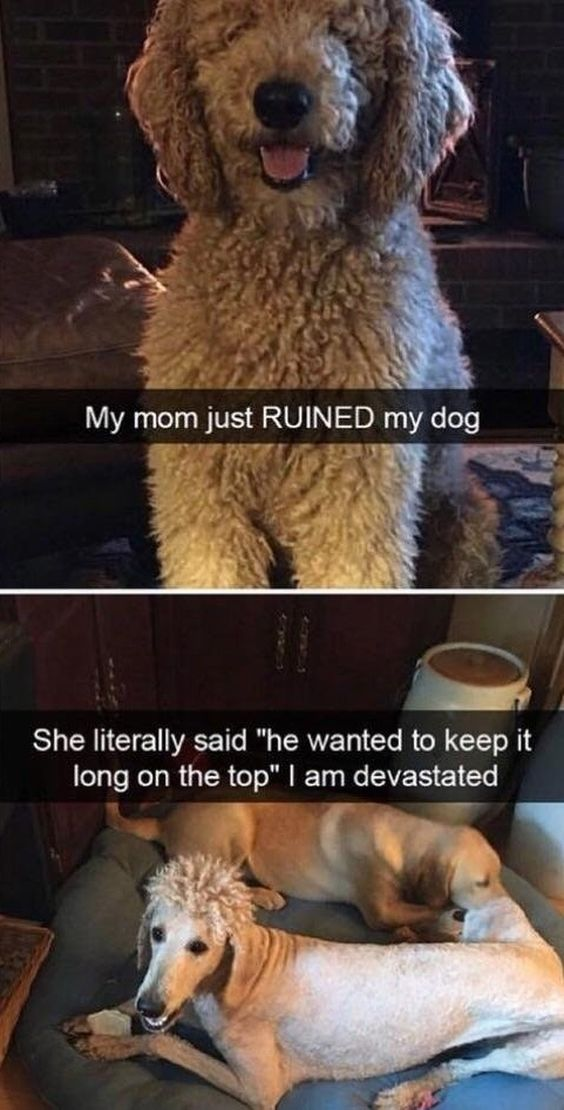 My mom just RUINED my dog
She literally said "he wanted to keep it
long on the top" I am devastated